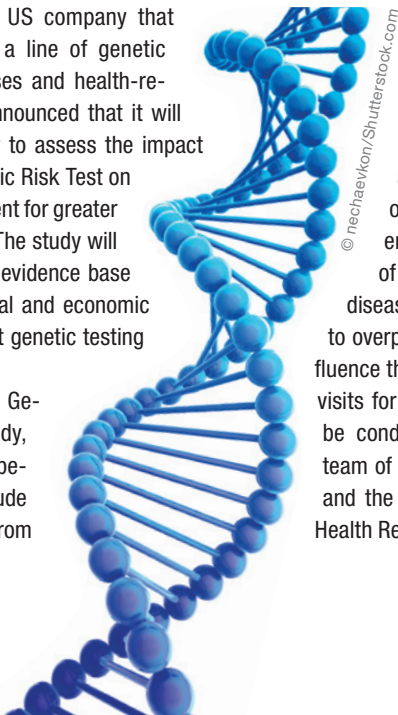 US company that
a line of genetic
ses and health-re-
nnounced that it will
to assess the impact
ic Risk Test on
ent for greater
The study will
evidence base
al and economic
t genetic testing
Ge-
dy,
be-
ude
rom
© nechaevkon/Shutterstock.com
o
er
of
diseas
to overp
fluence th
visits for
be cond
team of
and the
Health Re